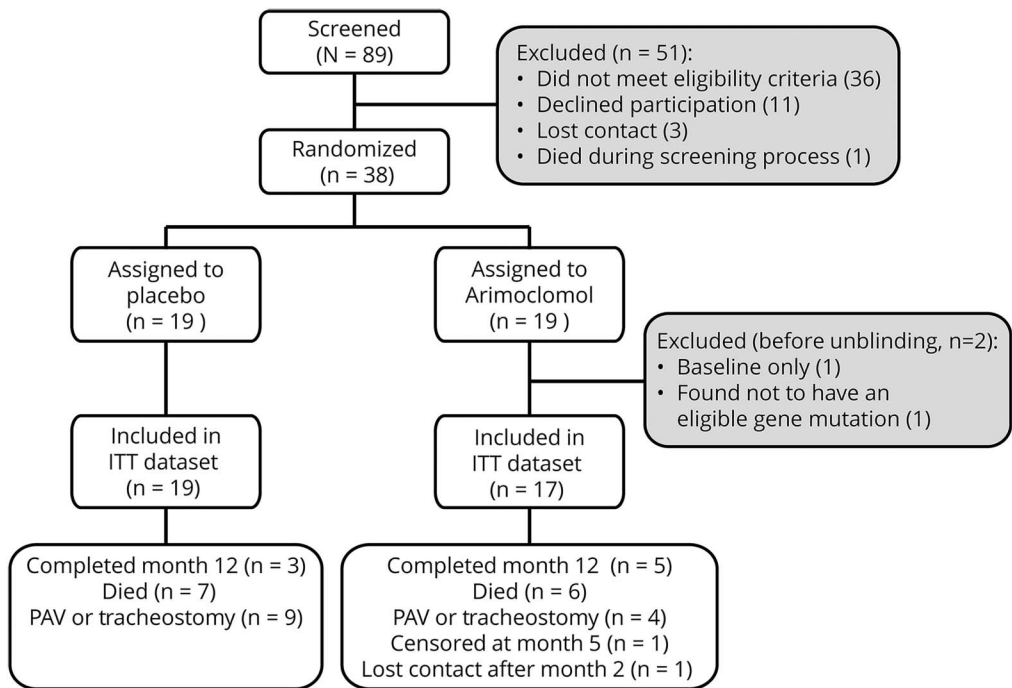 Screened
(N = 89)
Excluded (n = 51):
• Did not meet eligibility criteria (36)
• Declined participation (11)
• Lost contact (3)
• Died during screening process (1)
Randomized
(n = 38)
Assigned to
placebo
(n = 19 )
Assigned to
Arimoclomol
(n = 19 )
Excluded (before unblinding, n=2):
• Baseline only (1)
• Found not to have an
eligible gene mutation (1)
Included in
ITT dataset
(n = 19)
Included in
ITT dataset
(n = 17)
Completed month 12 (n = 3)
Died (n = 7)
PAV or tracheostomy (n = 9)
Completed month 12  (n = 5)
Died (n = 6)
PAV or tracheostomy (n = 4)
Censored at month 5 (n = 1)
Lost contact after month 2 (n = 1)